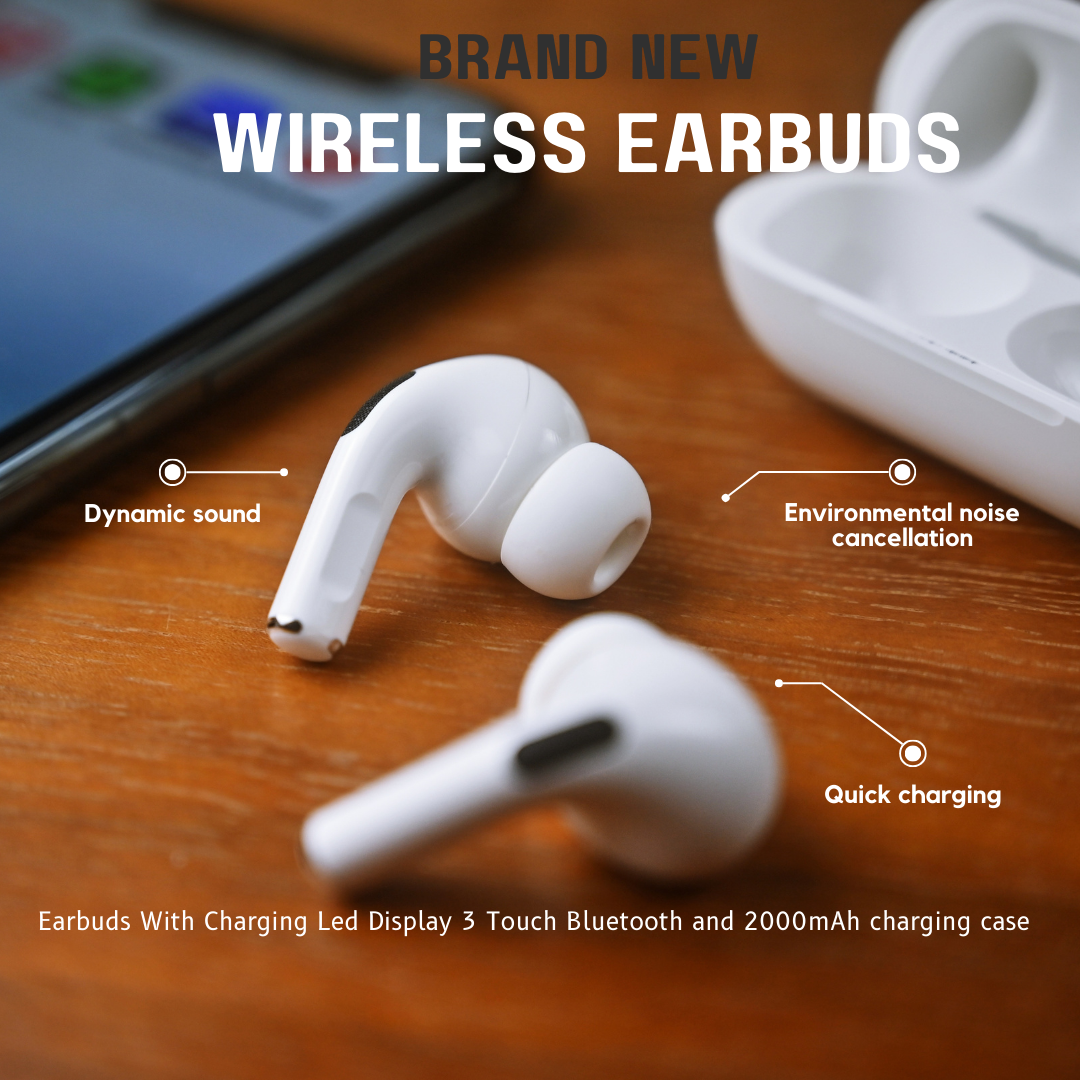 BRAND NEW
WIRELESS EARBUDS
Dynamic sound
Environmental noise
cancellation
Quick charging
Earbuds With Charging Led Display 3 Touch Bluetooth and 2000mAh charging case